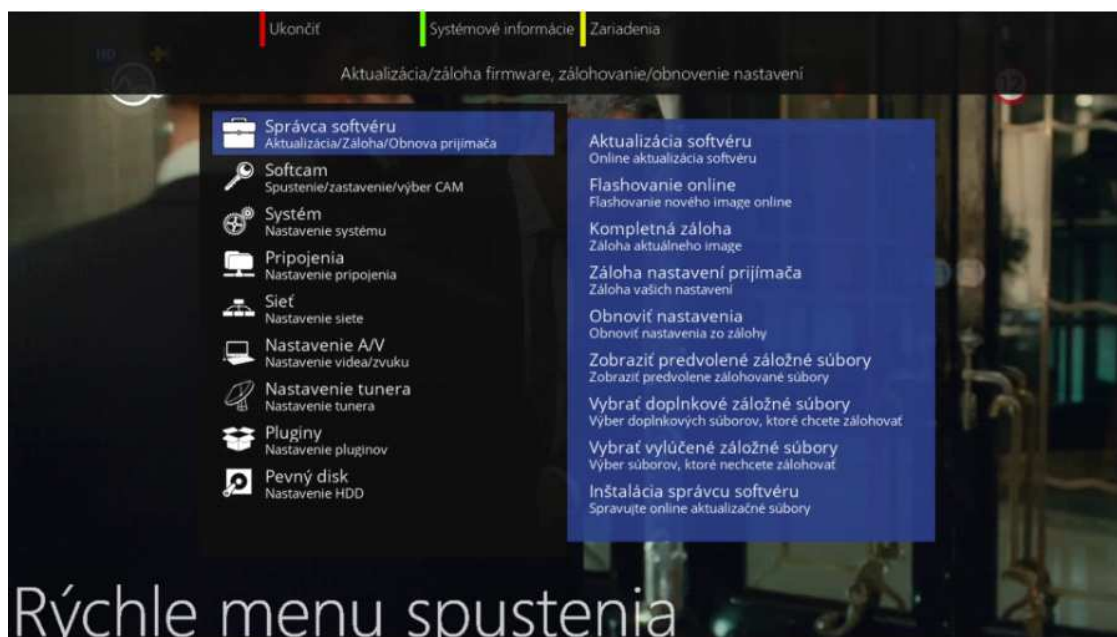 Ukončiť
Systémové informácie
Zariadenia
Aktualizácia/záloha firmware, zálohovanie/obnovenie nastavení
Správca softvéru
Aktualizácia/Záloha/Obnova prijímača
Softcam
Spustenie/zastavenie/výber CAM
Systém
Nastavenie systému
Pripojenia
Nastavenie pripojenia
Sieť
Nastavenie siete
Nastavenie A/V
Nastavenie videa/zvuku
Nastavenie tunera
Nastavenie tunera
Pluginy
Nastavenie pluginov
Pevný disk
Nastavenie HDD
Aktualizácia softvéru
Online aktualizácia softvéru
Flashovanie online
Flashovanie nového image online
Kompletná záloha
Záloha aktuálneho image
Záloha nastavení prijímača
Záloha vašich nastavení
Obnoviť nastavenia
Obnoviť nastavenia zo zálohy
Zobraziť predvolené záložné súbory
Zobraziť predvolene zálohované súbory
Vybrať doplnkové záložné súbory
Výber doplnkových súborov, ktoré chcete zálohovať
Vybrať vylúčené záložné súbory
Výber súborov, ktoré nechcete zálohovať
Inštalácia správcu softvéru
Spravujte online aktualizačné súbory
Rýchle menu spustenia
HD
12